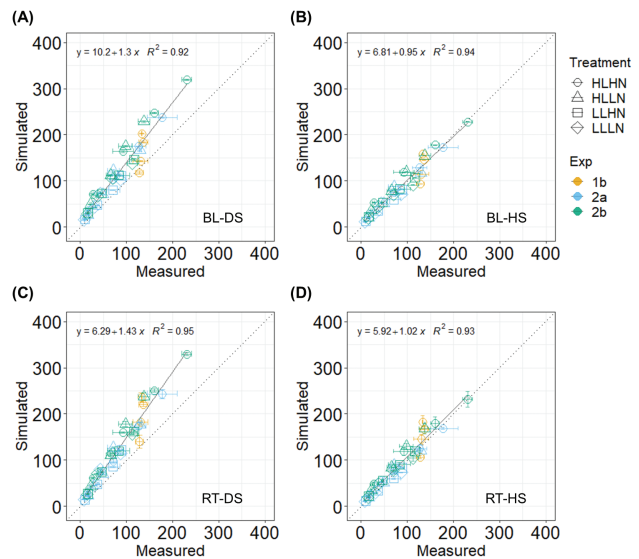 (A)
y = 10.2+1.3 x R² = 0.92
400
300
200
100
0
Simulated
BL-DS
0 100 200 300 400
Measured
(B)
y = 6.81+0.95 x R² = 0.94
400
300
200
100
0
Simulated
BL-HS
0 100 200 300 400
Measured
Treatment
HLHN
HLLN
LLHN
LLLN
Exp
1b
2a
2b
(C)
y = 6.29+1.43 x R² = 0.95
400
300
200
100
0
Simulated
RT-DS
0 100 200 300 400
Measured
(D)
y = 5.92+1.02 x R² = 0.93
400
300
200
100
0
Simulated
RT-HS
0 100 200 300 400
Measured